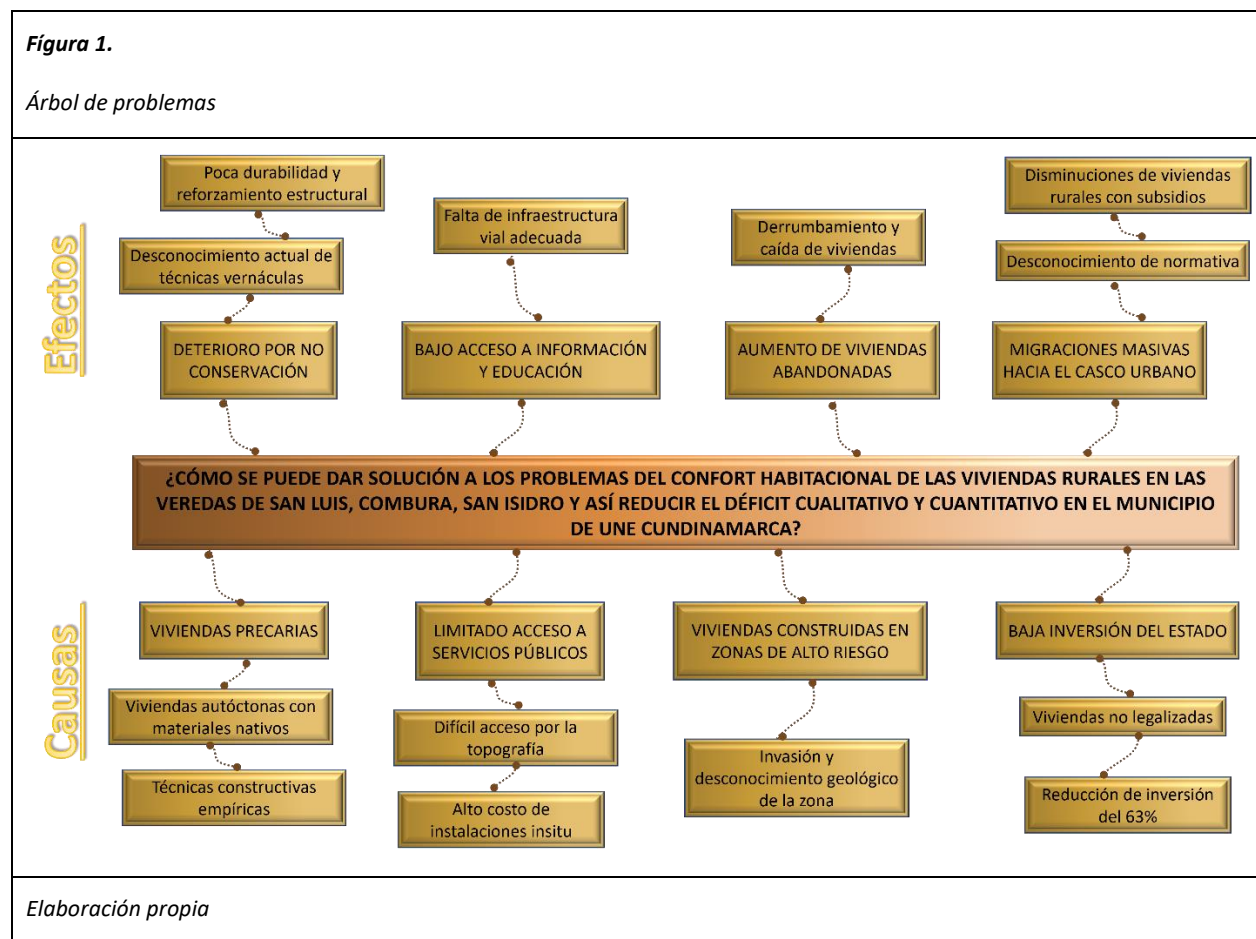 Fígura 1.
Árbol de problemas
Efectos
Poca durabilidad y
reforzamiento estructural
Desconocimiento actual de
técnicas vernáculas
DETERIORO POR NO
CONSERVACIÓN
Falta de infraestructura
vial adecuada
BAJO ACCESO A INFORMACIÓN
Y EDUCACIÓN
Derrumbamiento y
caída de viviendas
AUMENTO DE VIVIENDAS
ABANDONADAS
Disminuciones de viviendas
rurales con subsidios
Desconocimiento de normativa
MIGRACIONES MASIVAS
HACIA EL CASCO URBANO
¿CÓMO SE PUEDE DAR SOLUCIÓN A LOS PROBLEMAS DEL CONFORT HABITACIONAL DE LAS VIVIENDAS RURALES EN LAS
VEREDAS DE SAN LUIS, COMBURA, SAN ISIDRO Y ASÍ REDUCIR EL DÉFICIT CUALITATIVO Y CUANTITATIVO EN EL MUNICIPIO
DE UNE CUNDINAMARCA?
Causas
VIVIENDAS PRECARIAS
Viviendas autóctonas con
materiales nativos
Técnicas constructivas
empíricas
LIMITADO ACCESO A
SERVICIOS PÚBLICOS
Difícil acceso por la
topografía
Alto costo de
instalaciones insitu
VIVIENDAS CONSTRUIDAS EN
ZONAS DE ALTO RIESGO
Invasión y
desconocimiento geológico
de la zona
BAJA INVERSIÓN DEL ESTADO
Viviendas no legalizadas
Reducción de inversión
del 63%
Elaboración propia